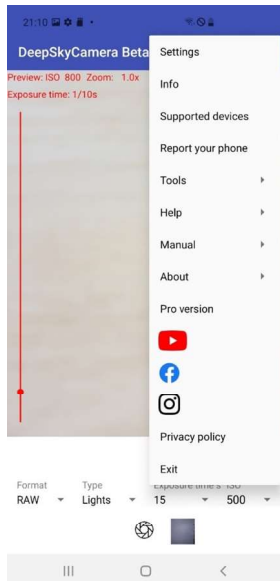 21:10
DeepSkyCamera Beta
Preview: ISO 800 Zoom: 1.0x
Exposure time: 1/10s
Settings
Info
Supported devices
Report your phone
Tools
Help
Manual
About
Pro version
Privacy policy
Exit
Format Type Exposure time s ISO
RAW Lights 15 500